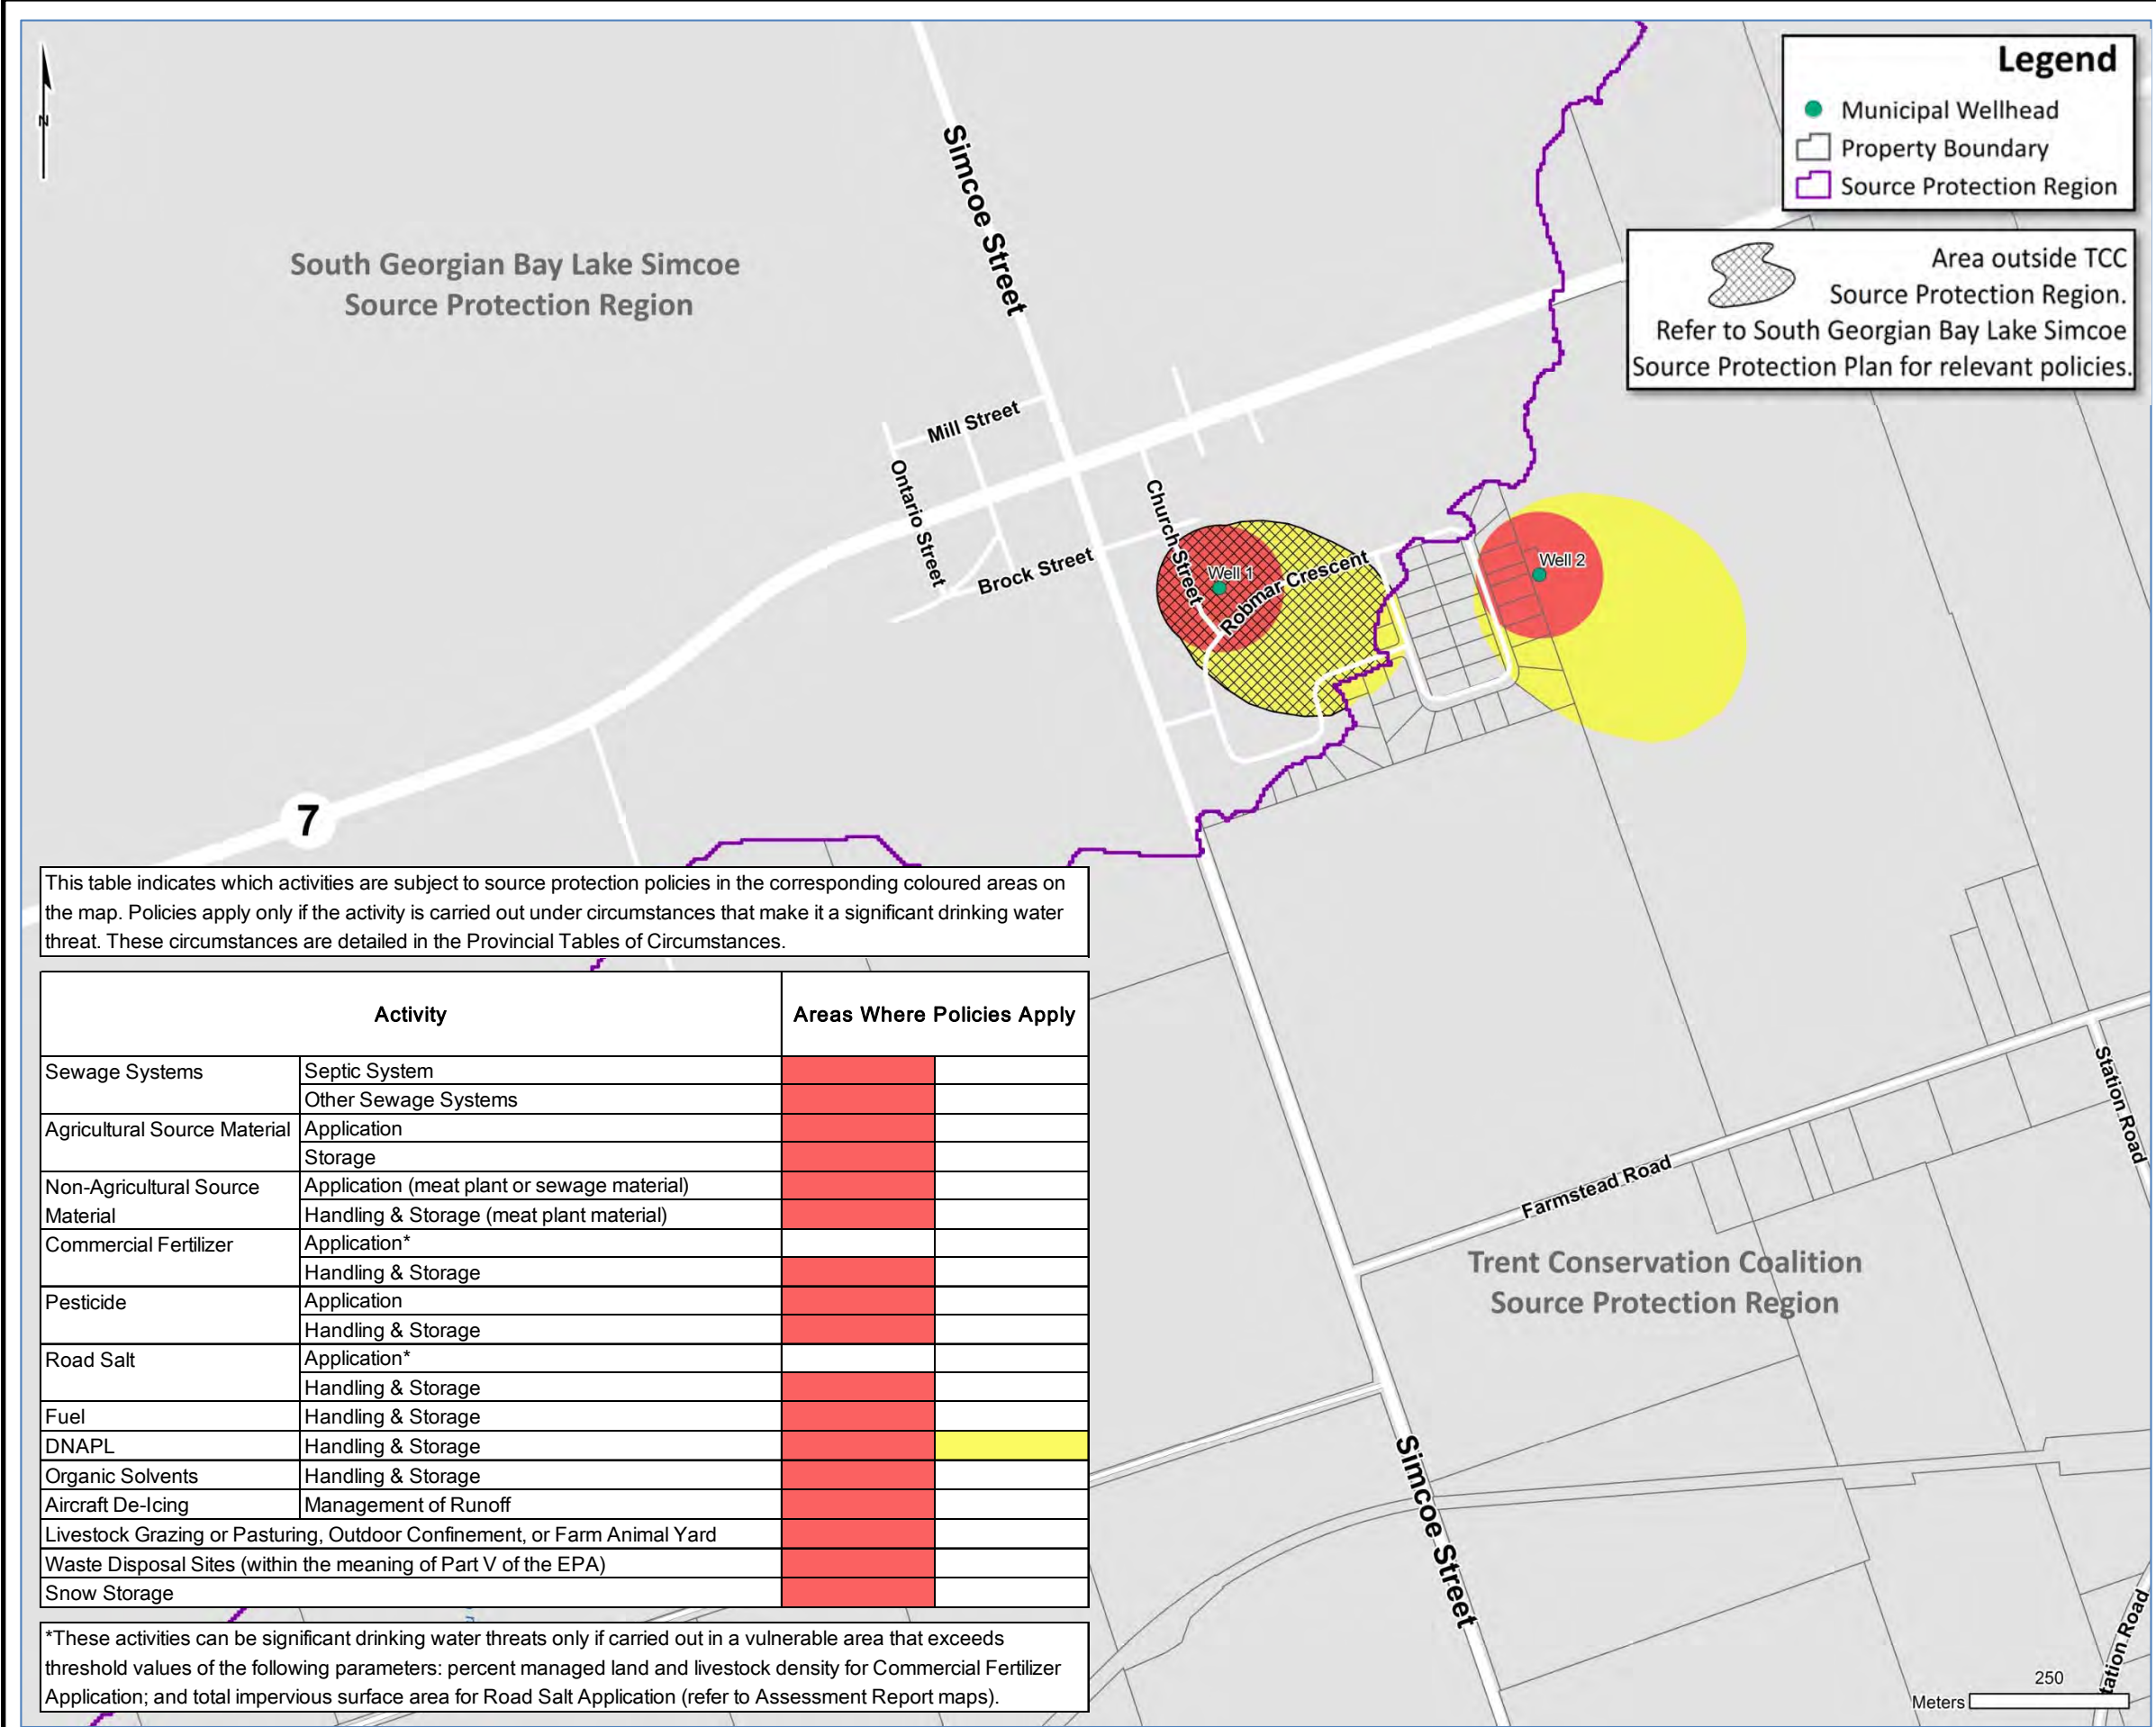 N
Legend
Municipal Wellhead
Property Boundary
Source Protection Region
Area outside TCC
Source Protection Region.
Refer to South Georgian Bay Lake Simcoe
Source Protection Plan for relevant policies.
South Georgian Bay Lake Simcoe
Source Protection Region
Simcoe Street
Mill Street
Ontario Street
Brock Street
Church Street
Well 1
Robmar Crescent
Well 2
7
This table indicates which activities are subject to source protection policies in the corresponding coloured areas on
the map. Policies apply only if the activity is carried out under circumstances that make it a significant drinking water
threat. These circumstances are detailed in the Provincial Tables of Circumstances.
Activity Areas Where Policies Apply
Sewage Systems Septic System
Other Sewage Systems
Agricultural Source Material Application
Storage
Non-Agricultural Source Application (meat plant or sewage material)
Material Handling & Storage (meat plant material)
Commercial Fertilizer Application*
Handling & Storage
Pesticide Application
Handling & Storage
Road Salt Application*
Handling & Storage
Fuel Handling & Storage
DNAPL Handling & Storage
Organic Solvents Handling & Storage
Aircraft De-Icing Management of Runoff
Livestock Grazing or Pasturing, Outdoor Confinement, or Farm Animal Yard
Waste Disposal Sites (within the meaning of Part V of the EPA)
Snow Storage
*These activities can be significant drinking water threats only if carried out in a vulnerable area that exceeds
threshold values of the following parameters: percent managed land and livestock density for Commercial Fertilizer
Application; and total impervious surface area for Road Salt Application (refer to Assessment Report maps).
Station Road
Farmstead Road
Trent Conservation Coalition
Source Protection Region
Simcoe Street
tation Road
250
Meters